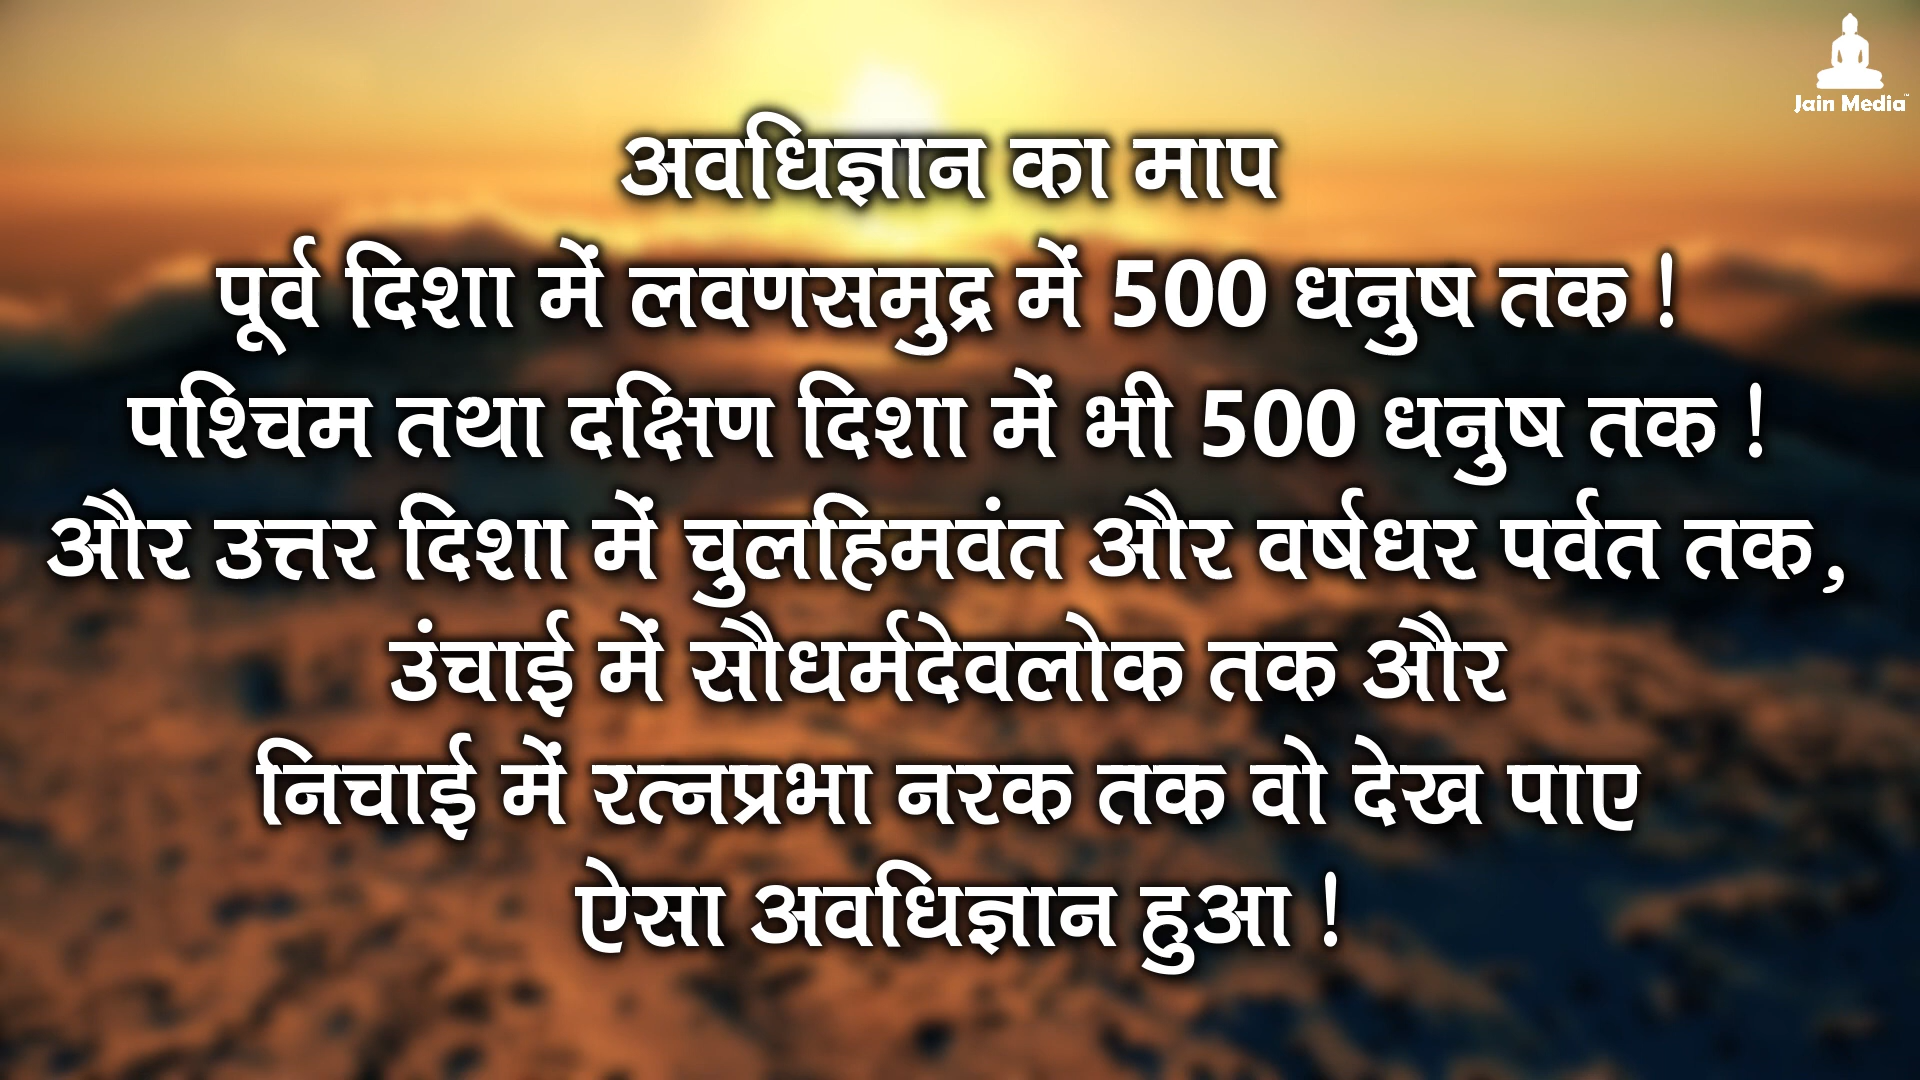 Jain Media™
अवधिज्ञान का माप
पूर्व दिशा में लवणसमुद्र में 500 धनुष तक !
पश्चिम तथा दक्षिण दिशा में भी 500 धनुष तक !
और उत्तर दिशा में चुलहिमवंत और वर्षधर पर्वत तक,
उंचाई में सौधर्मदेवलोक तक और
निचाई में रत्नप्रभा नरक तक वो देख पाए
ऐसा अवधिज्ञान हुआ !